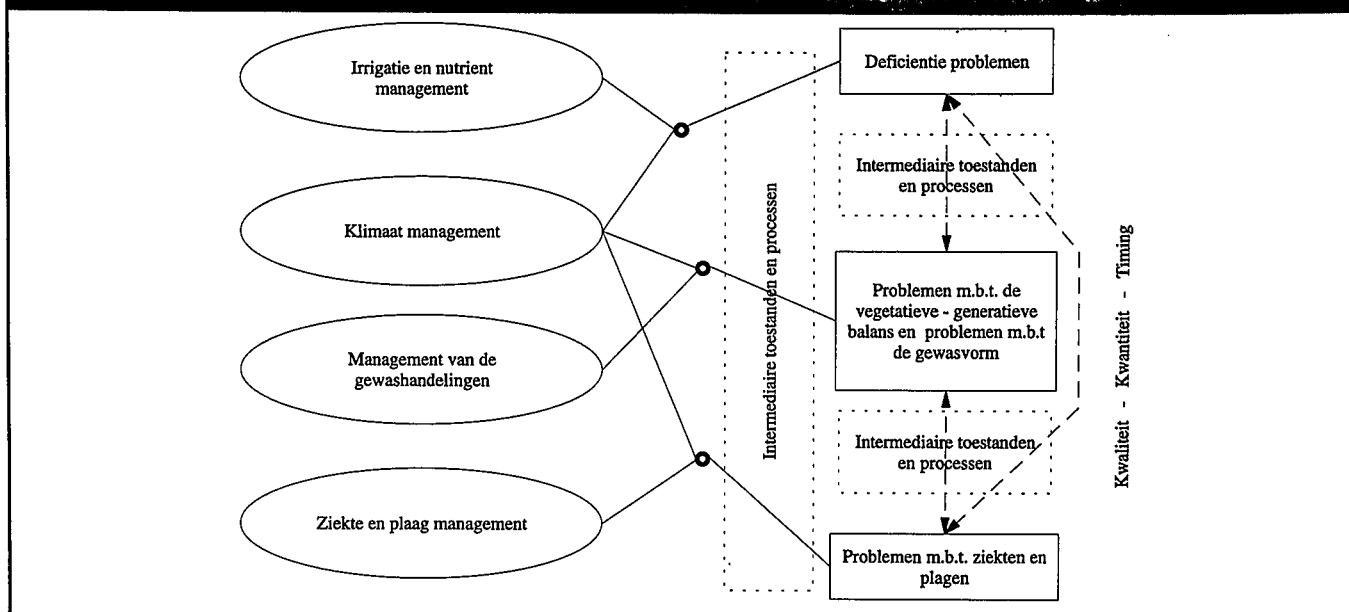 Irrigatie en nutrient
management
Klimaat management
Management van de
gewashandelingen
Ziekte en plaag management
Intermediaire toestanden en processen
Deficientie problemen
Intermediaire toestanden
en processen
Problemen m.b.t. de
vegetatieve - generatieve
balans en problemen m.b.t
de gewasvorm
Intermediaire toestanden
en processen
Problemen m.b.t. ziekten en
plagen
Kwaliteit - Kwantiteit - Timing